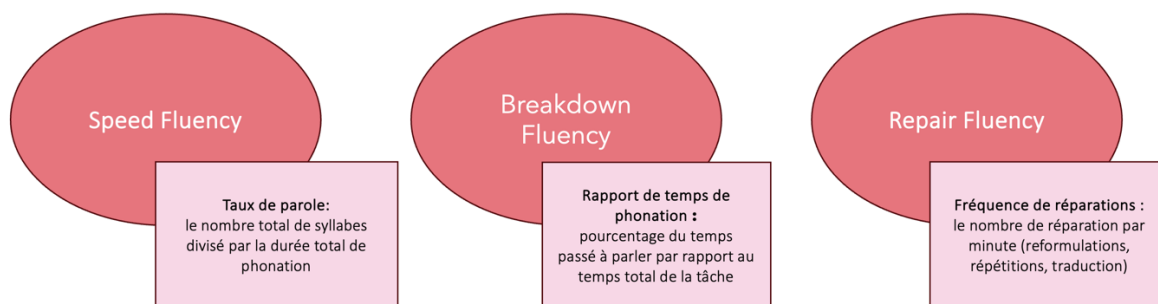 Speed Fluency
Taux de parole:
le nombre total de syllabes
divisé par la durée total de
phonation
Breakdown
Fluency
Rapport de temps de
phonation :
pourcentage du temps
passé à parler par rapport au
temps total de la tâche
Repair Fluency
Fréquence de réparations :
le nombre de réparation par
minute (reformulations,
répétitions, traduction)